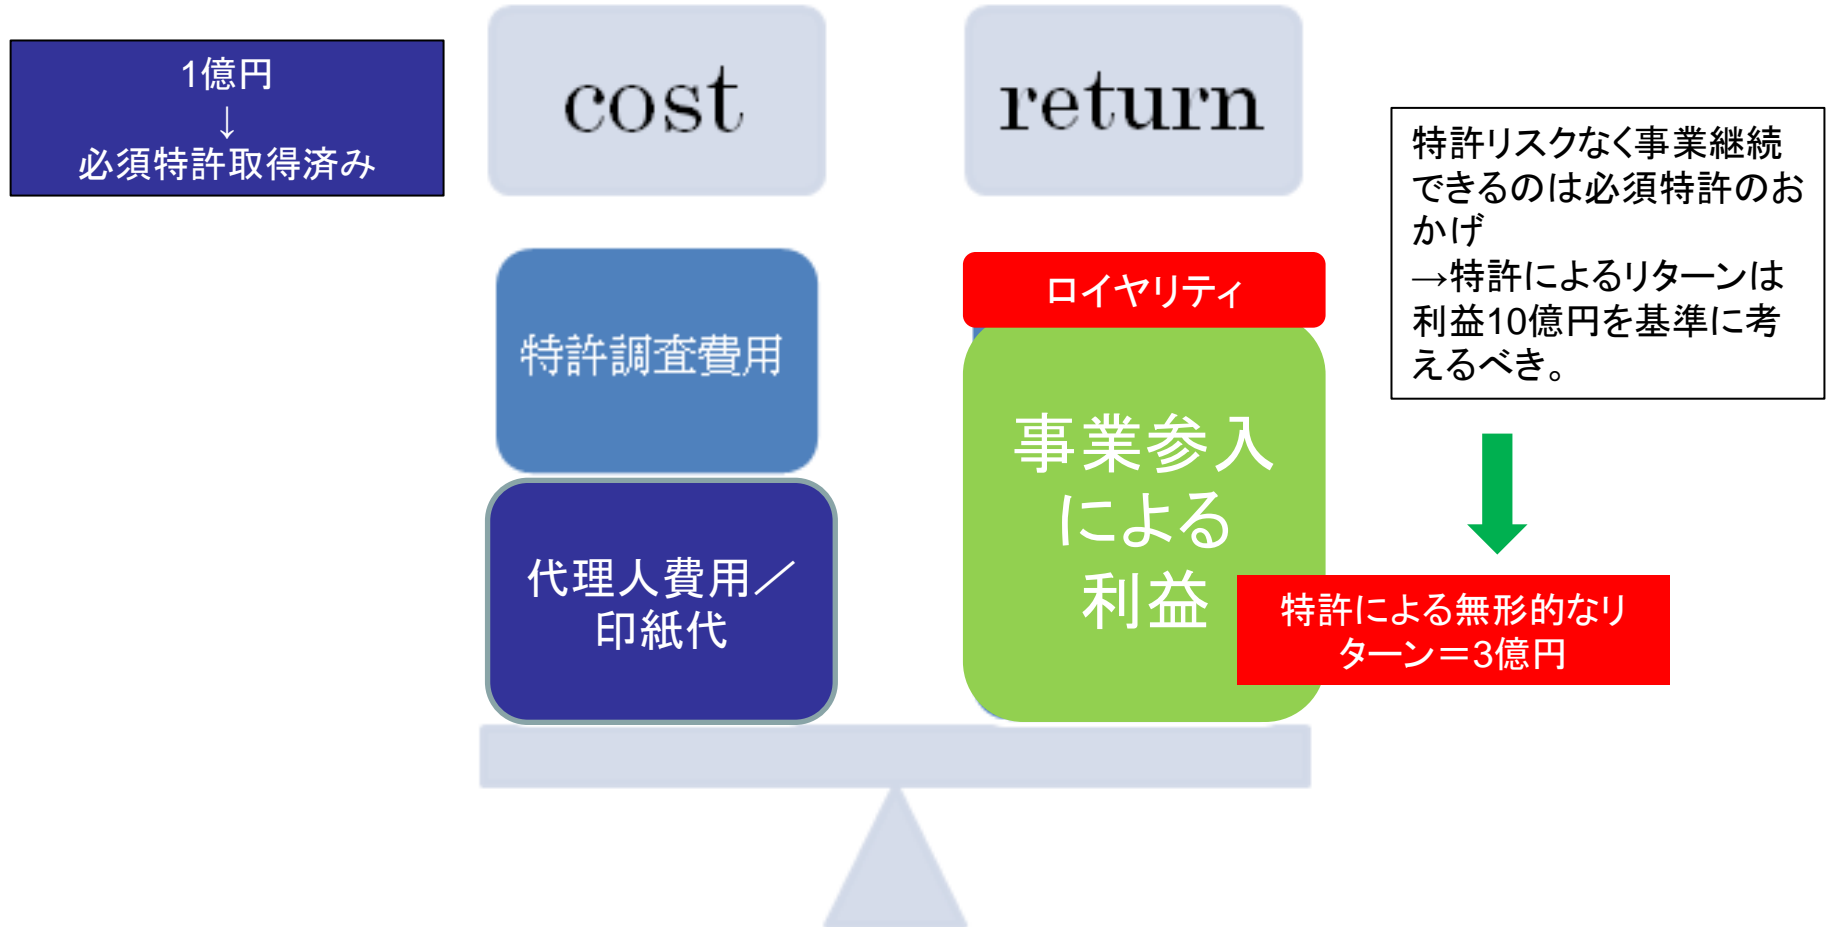 1億円
↓
必須特許取得済み
cost
return
特許リスクなく事業継続
できるのは必須特許のお
かげ
→特許によるリターンは
利益10億円を基準に考
えるべき。
特許調査費用
ロイヤリティ
事業参入
による
利益
代理人費用／
印紙代
特許による無形的なリ
ターン＝3億円